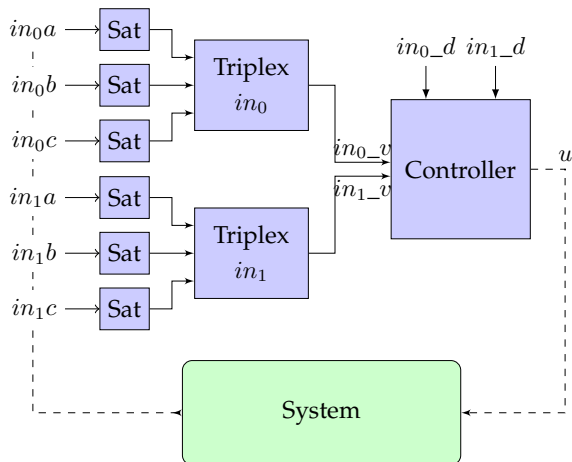 in₀a Sat
in₀b Sat
in₀c Sat
Triplex
in₀
in₀_d in₁_d
in₀_v
in₁_v
Controller
u
in₁a Sat
in₁b Sat
in₁c Sat
Triplex
in₁
System